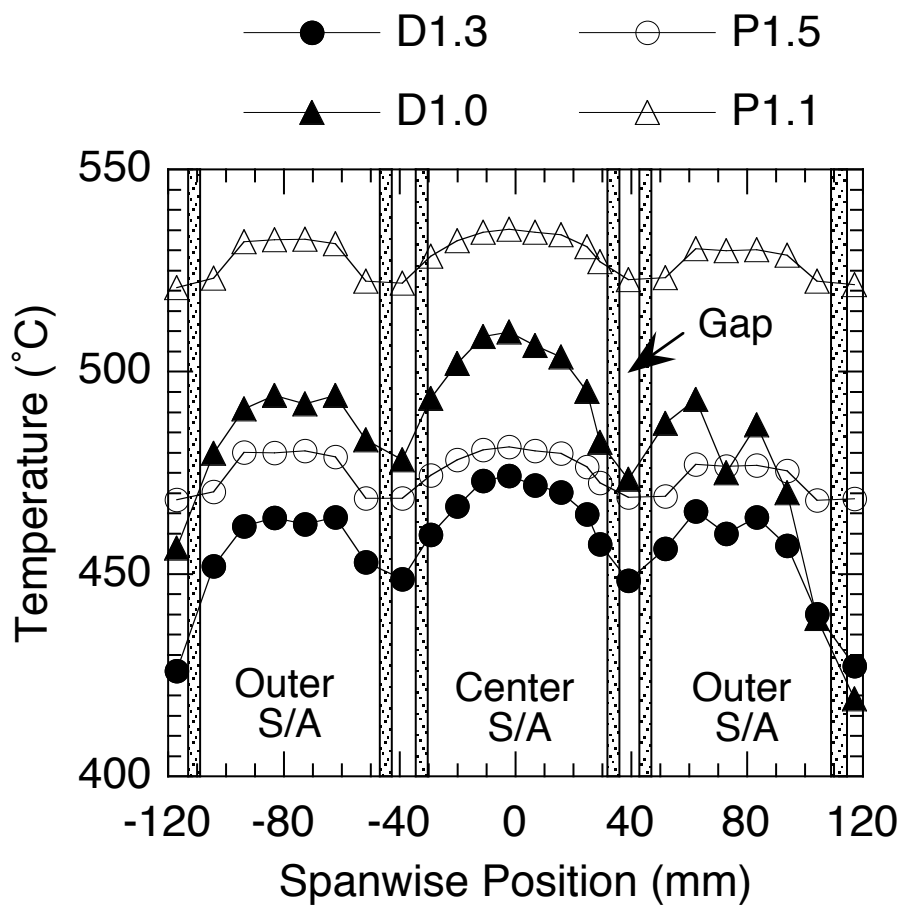 D1.3 P1.5
D1.0 P1.1
550
500
450
400
Temperature (˚C)
Gap
Outer S/A
Center S/A
Outer S/A
-120 -80 -40 0 40 80 120
Spanwise Position (mm)